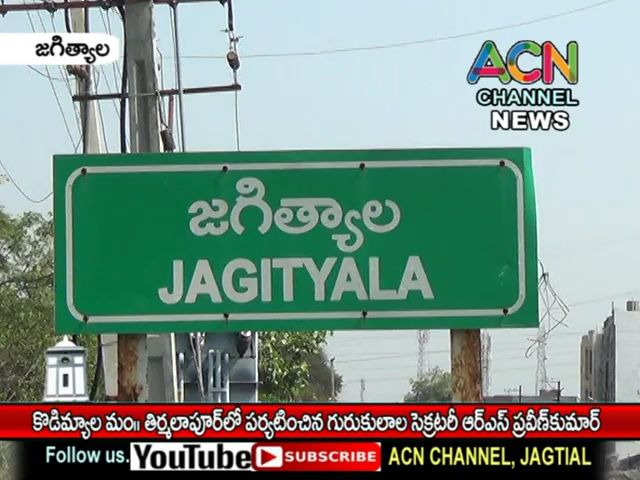 జగిత్యాల
ACN
CHANNEL
NEWS
జగిత్యాల
JAGITYALA
కొడిమ్యాల మం॥ తిర్మలాపూర్‌లో పర్యటించిన గురుకులాల సెక్రటరీ ఆర్ఎస్ ప్రవీణ్‌కుమార్
Follow us. YouTube SUBSCRIBE ACN CHANNEL, JAGTIAL